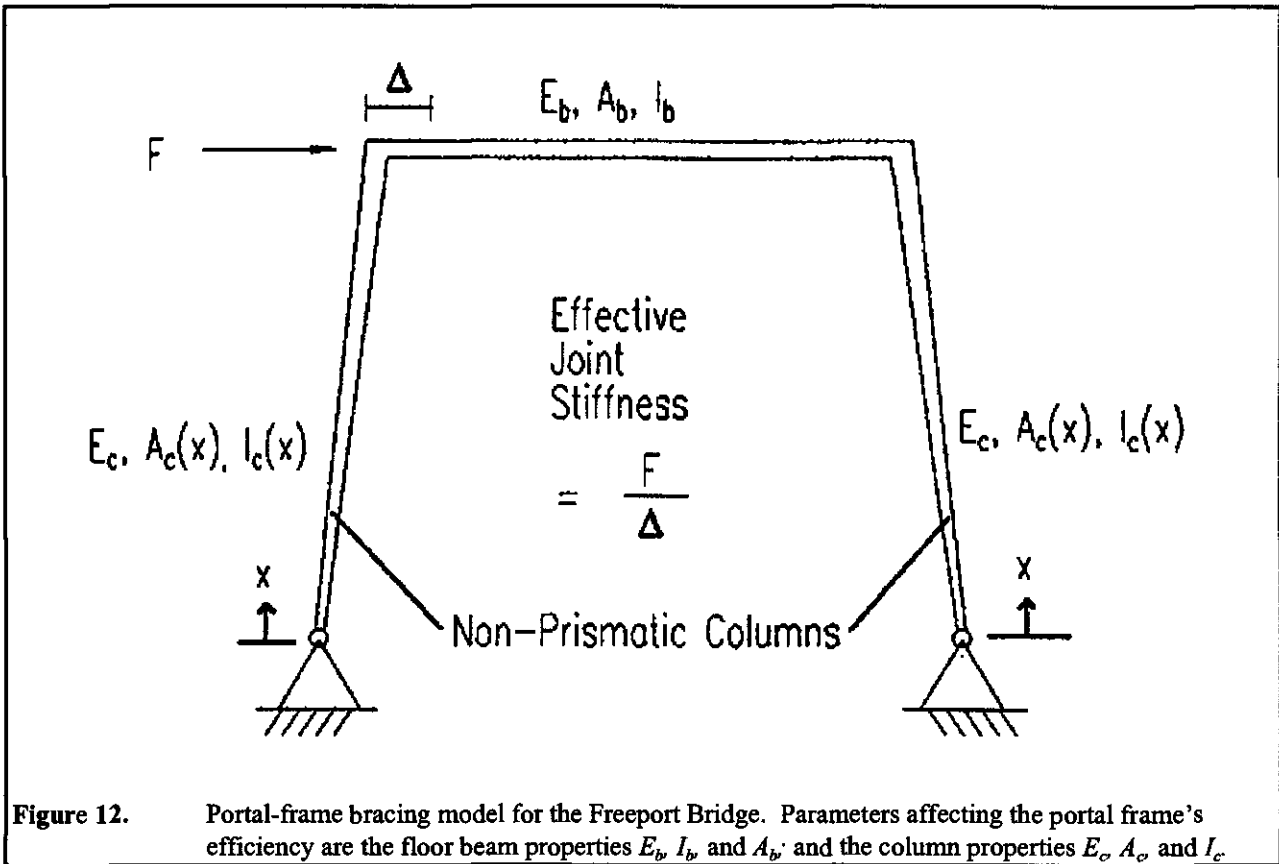 Δ
E_b, A_b, I_b
F
Effective
Joint
Stiffness
= F / Δ
E_c, A_c(x), I_c(x)
E_c, A_c(x), I_c(x)
x
x
Non-Prismatic Columns
Figure 12. Portal-frame bracing model for the Freeport Bridge. Parameters affecting the portal frame's
efficiency are the floor beam properties E_b, I_b, and A_b, and the column properties E_c, A_c, and I_c.